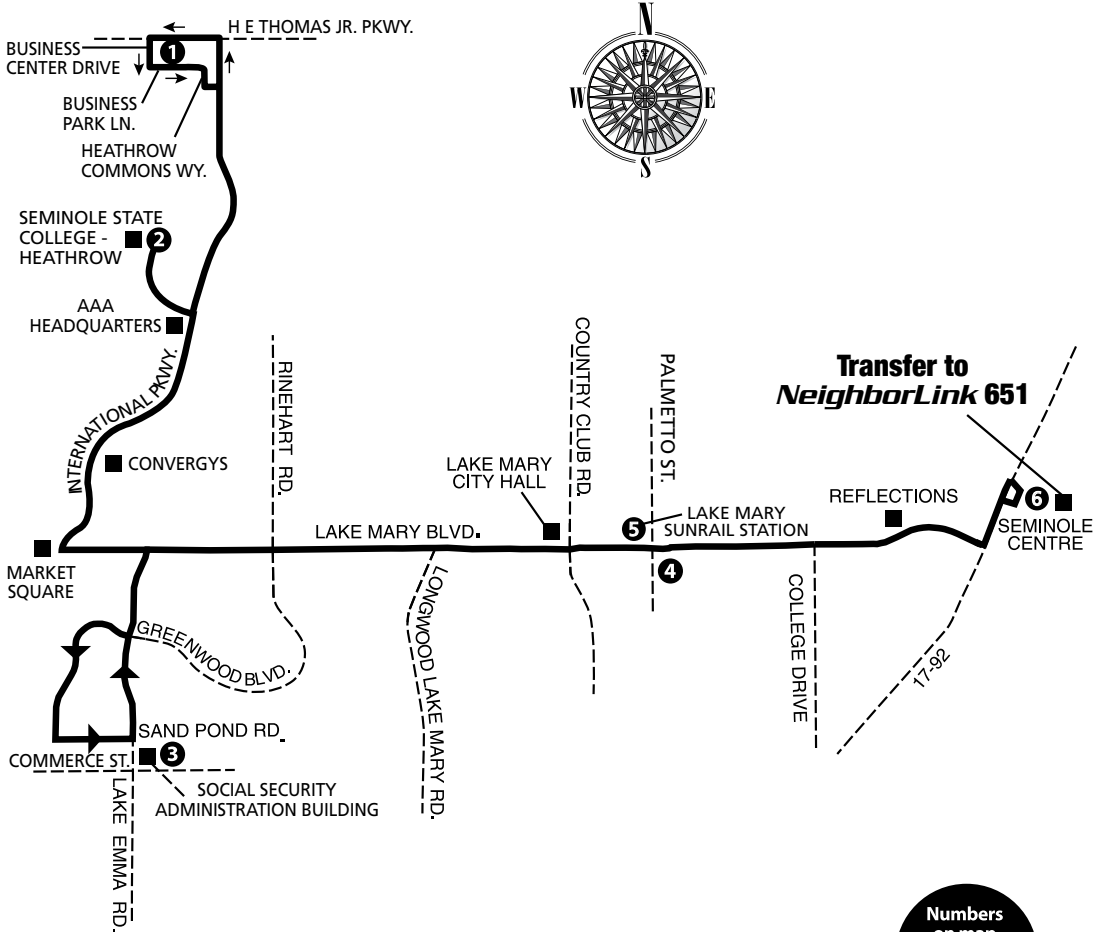 N
W
E
S
H E THOMAS JR. PKWY.
BUSINESS
CENTER DRIVE
1
BUSINESS
PARK LN.
HEATHROW
COMMONS WY.
SEMINOLE STATE
COLLEGE -
HEATHROW
2
AAA
HEADQUARTERS
INTERNATIONAL PKWY.
CONVERGYS
RINEHART RD.
COUNTRY CLUB RD.
PALMETTO ST.
Transfer to
NeighborLink 651
LAKE MARY
CITY HALL
LAKE MARY BLVD.
5
LAKE MARY
SUNRAIL STATION
4
REFLECTIONS
6
SEMINOLE
CENTRE
MARKET
SQUARE
GREENWOOD BLVD.
LONGWOOD LAKE MARY RD.
COLLEGE DRIVE
17-92
SAND POND RD.
COMMERCE ST.
3
SOCIAL SECURITY
ADMINISTRATION BUILDING
LAKE EMMA RD.
Numbers
on map